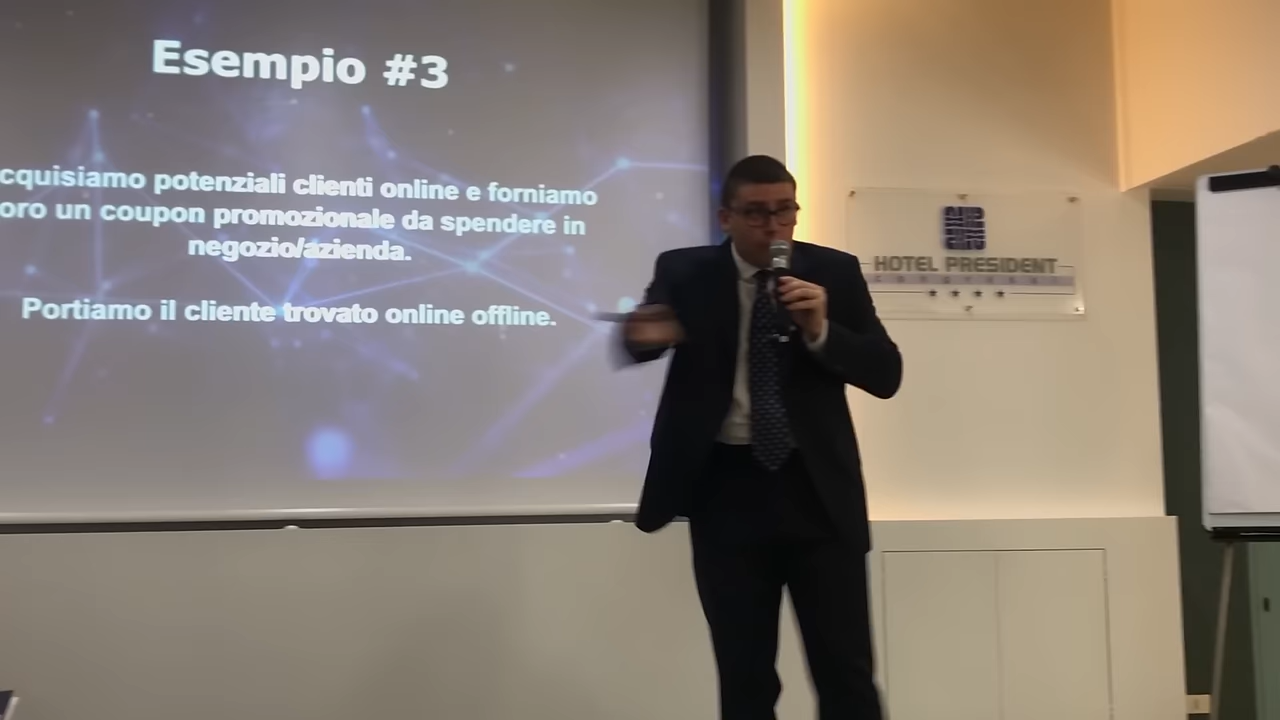 Esempio #3
cquisiamo potenziali clienti online e forniamo
oro un coupon promozionale da spendere in
negozio/azienda.
Portiamo il cliente trovato online offline.
HOTEL PRESIDENT